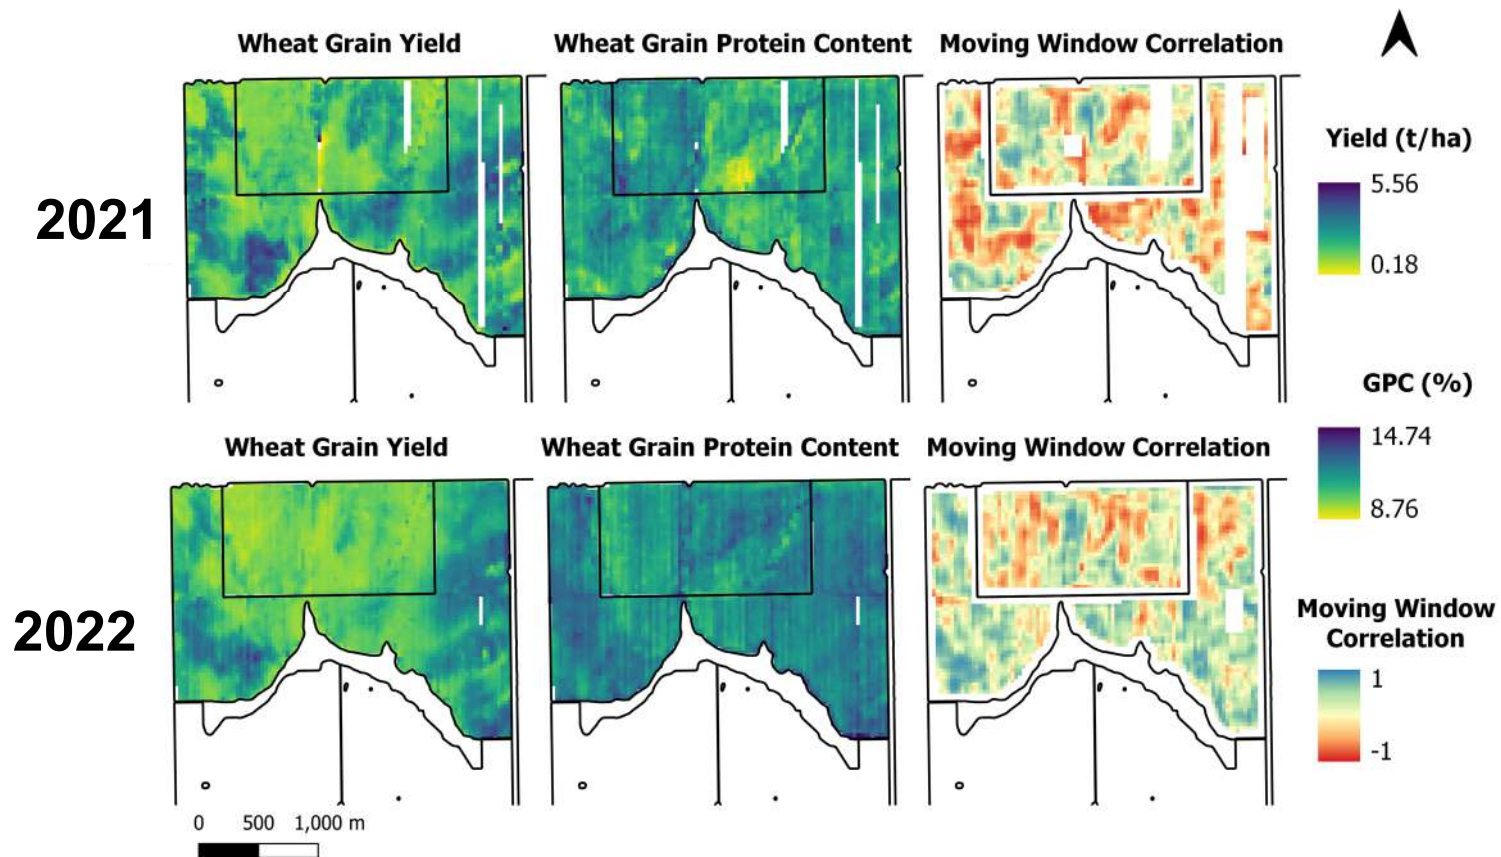 Wheat Grain Yield
Wheat Grain Protein Content
Moving Window Correlation
2021
Yield (t/ha)
5.56
0.18
GPC (%)
14.74
8.76
Wheat Grain Yield
Wheat Grain Protein Content
Moving Window Correlation
2022
Moving Window
Correlation
1
-1
0 500 1,000 m